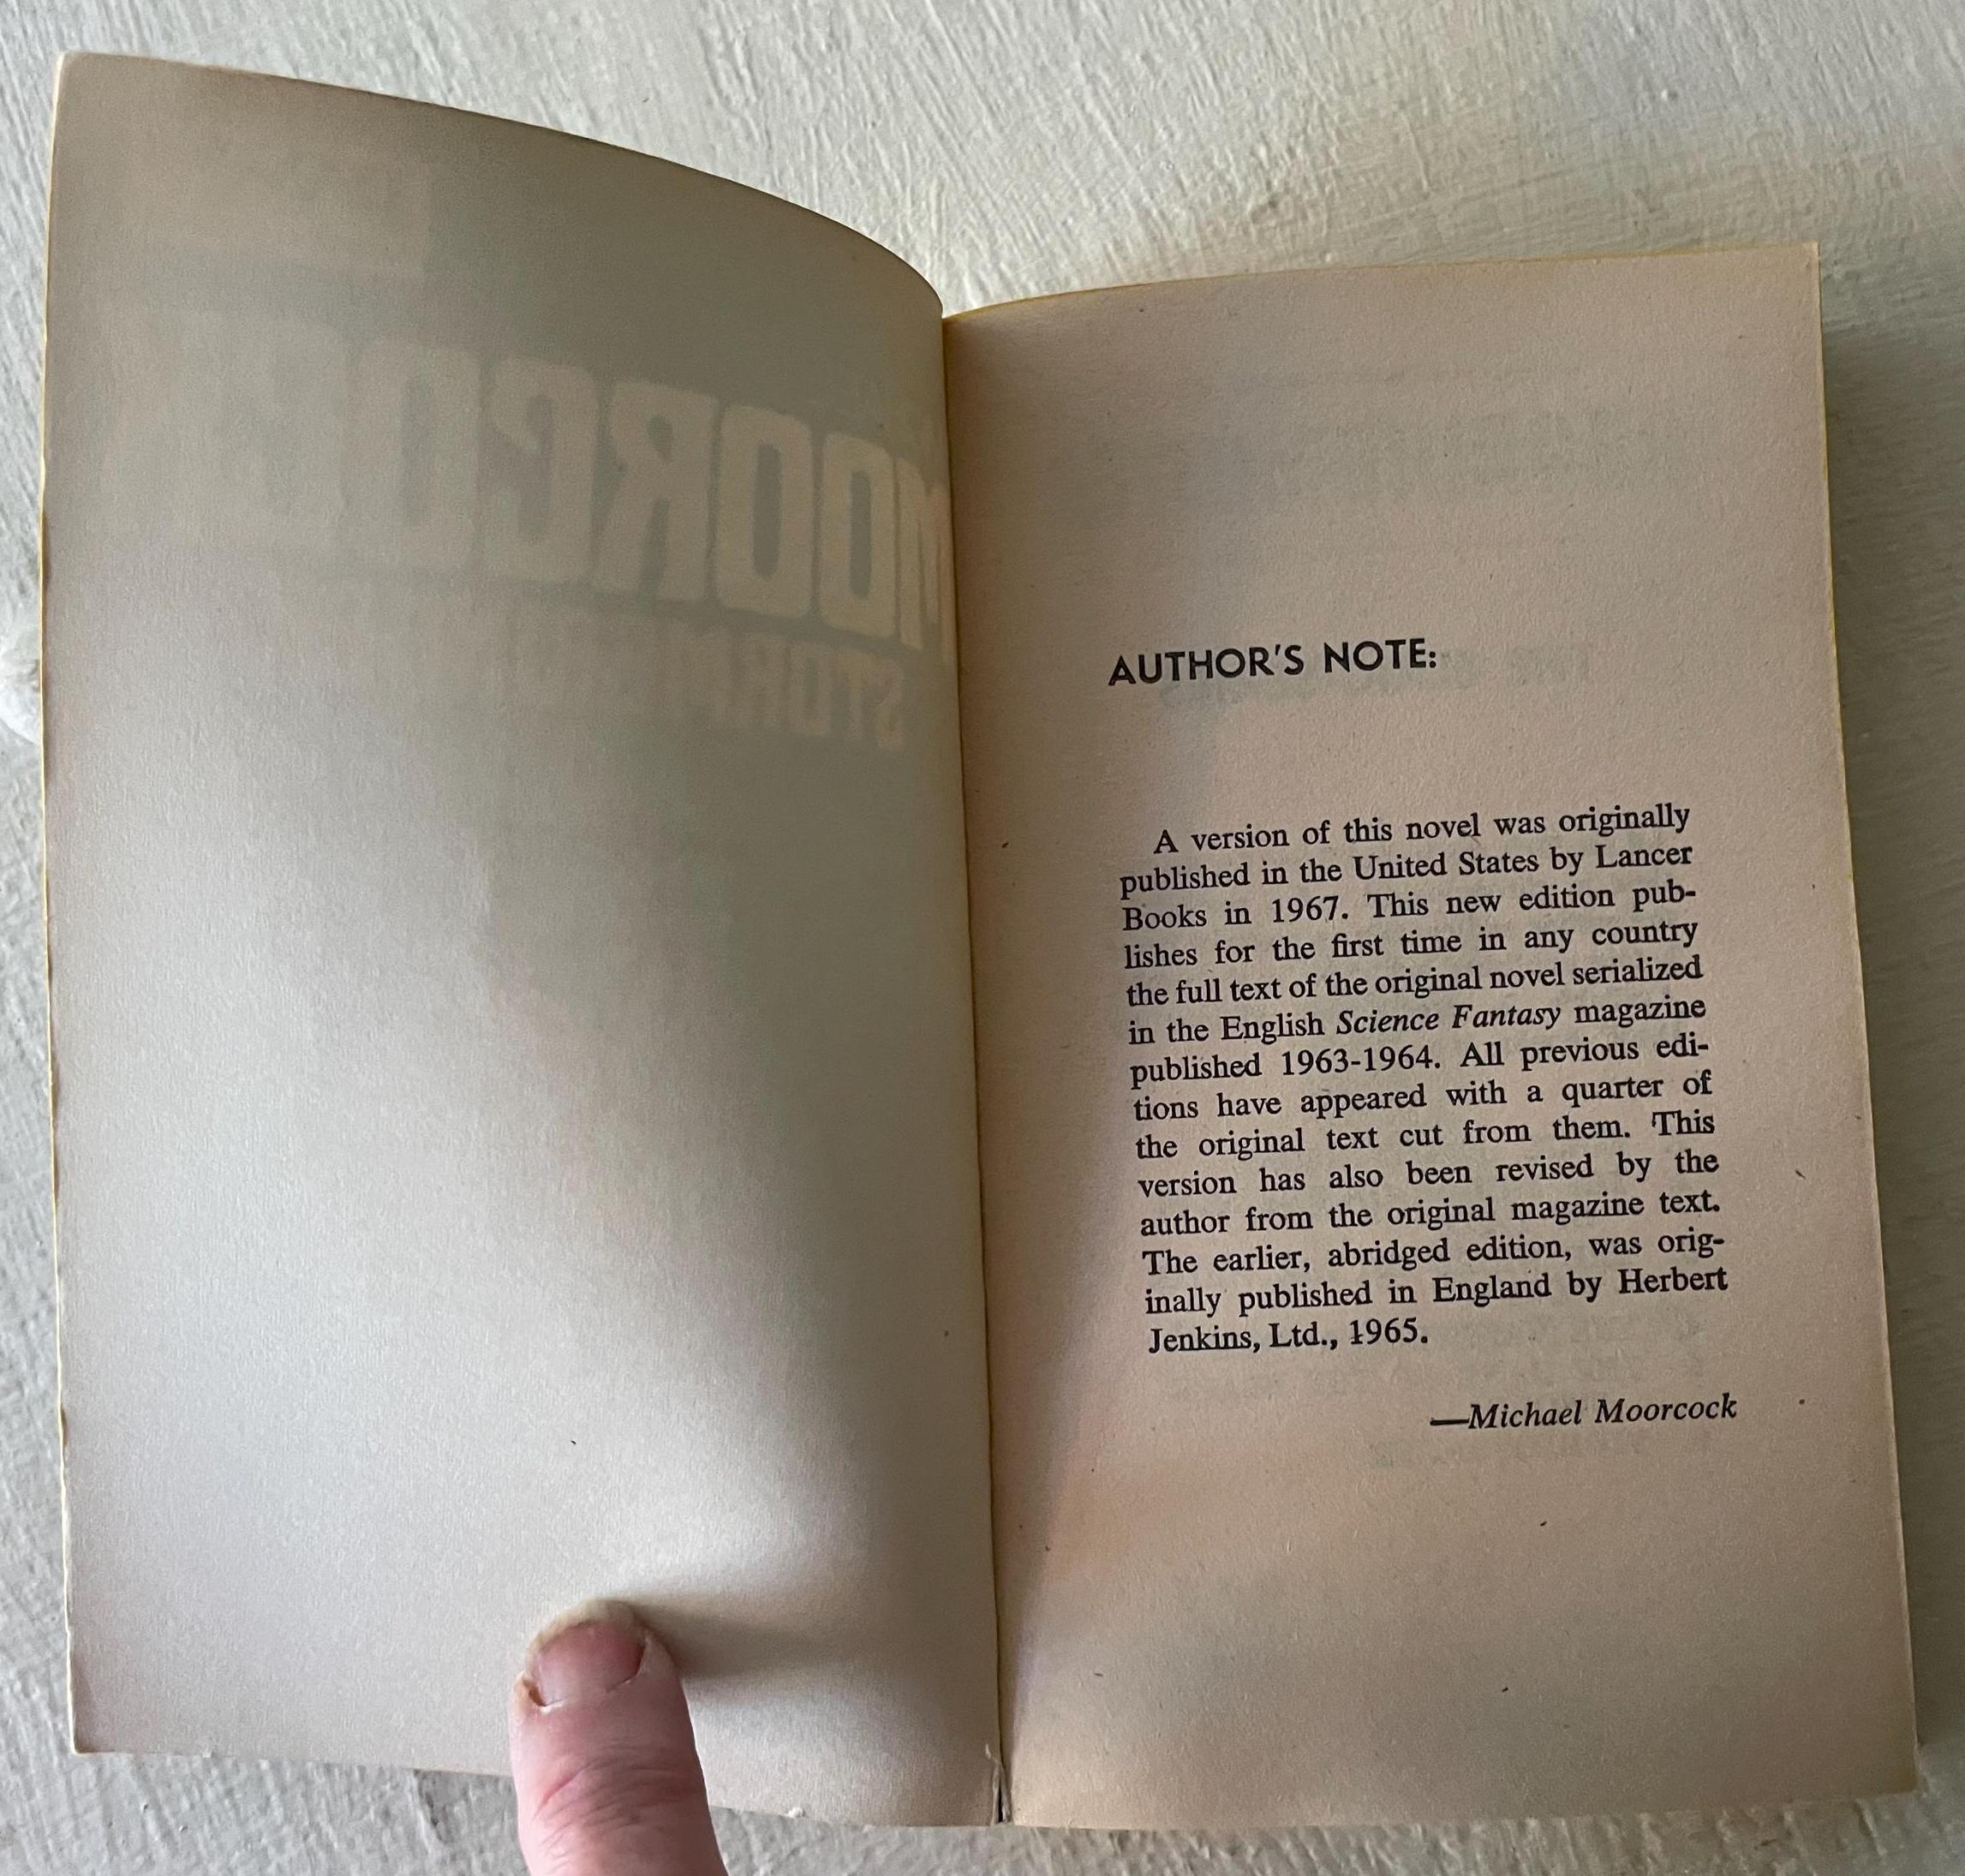 AUTHOR'S NOTE:
A version of this novel was originally
published in the United States by Lancer
Books in 1967. This new edition pub-
lishes for the first time in any country
the full text of the original novel serialized
in the English Science Fantasy magazine
published 1963-1964. All previous edi-
tions have appeared with a quarter of
the original text cut from them. This
version has also been revised by the
author from the original magazine text.
The earlier, abridged edition, was orig-
inally published in England by Herbert
Jenkins, Ltd., 1965.
—Michael Moorcock